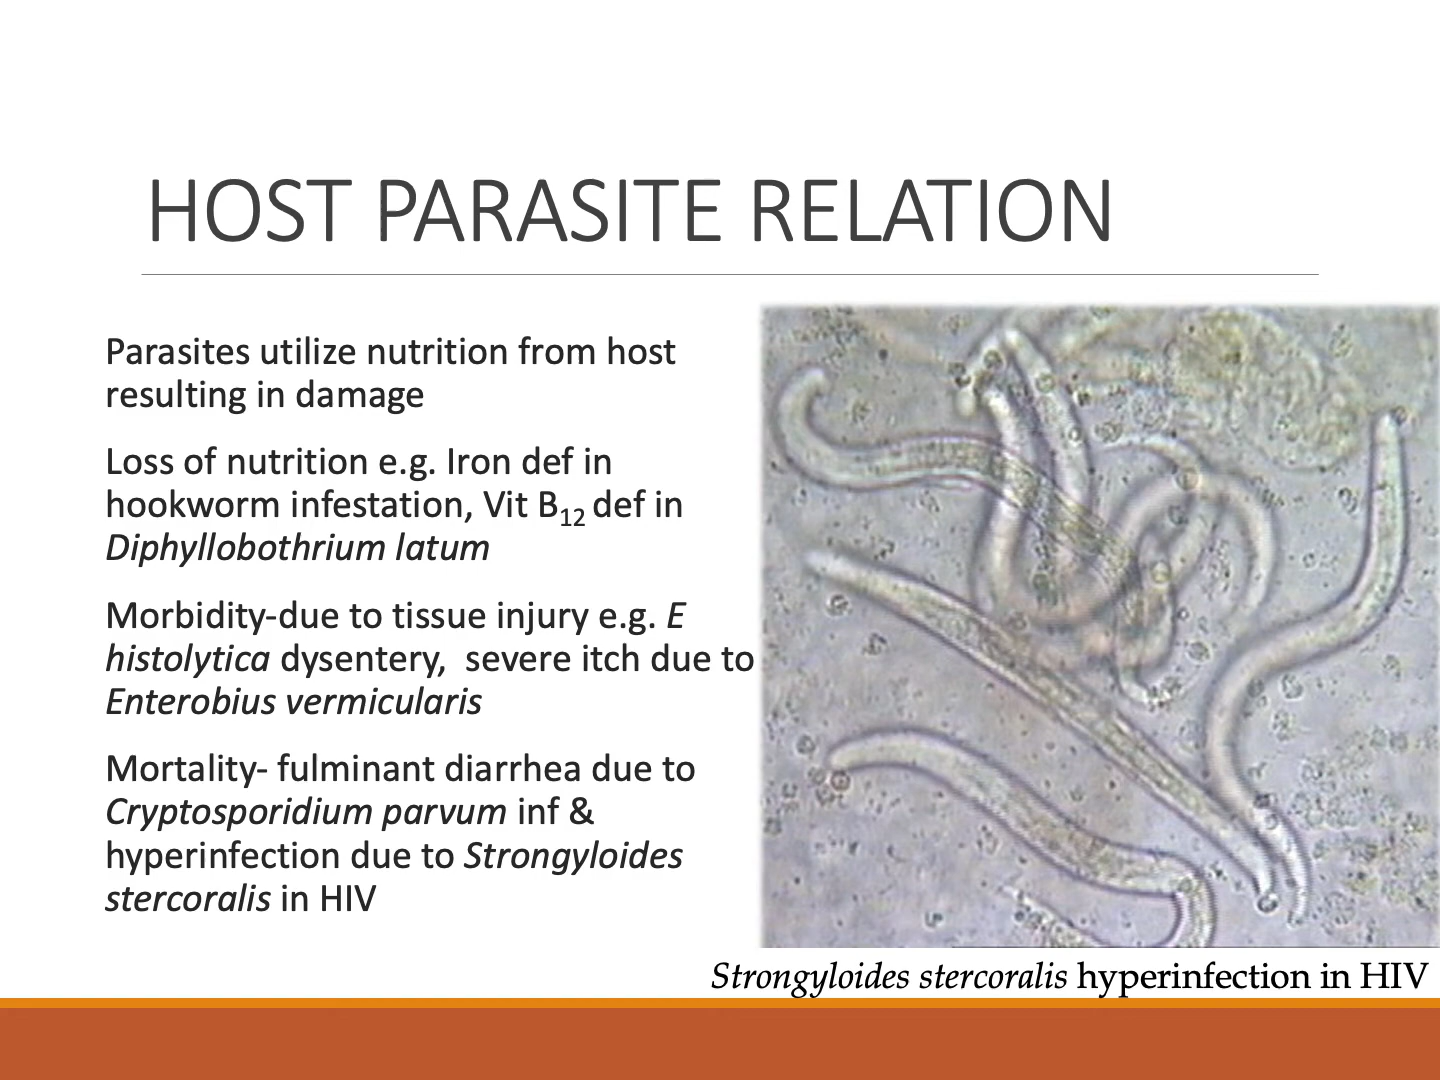 HOST PARASITE RELATION
Parasites utilize nutrition from host
resulting in damage
Loss of nutrition e.g. Iron def in
hookworm infestation, Vit B12 def in
Diphyllobothrium latum
Morbidity-due to tissue injury e.g. E
histolytica dysentery,  severe itch due to
Enterobius vermicularis
Mortality- fulminant diarrhea due to
Cryptosporidium parvum inf &
hyperinfection due to Strongyloides
stercoralis in HIV
Strongyloides stercoralis hyperinfection in HIV